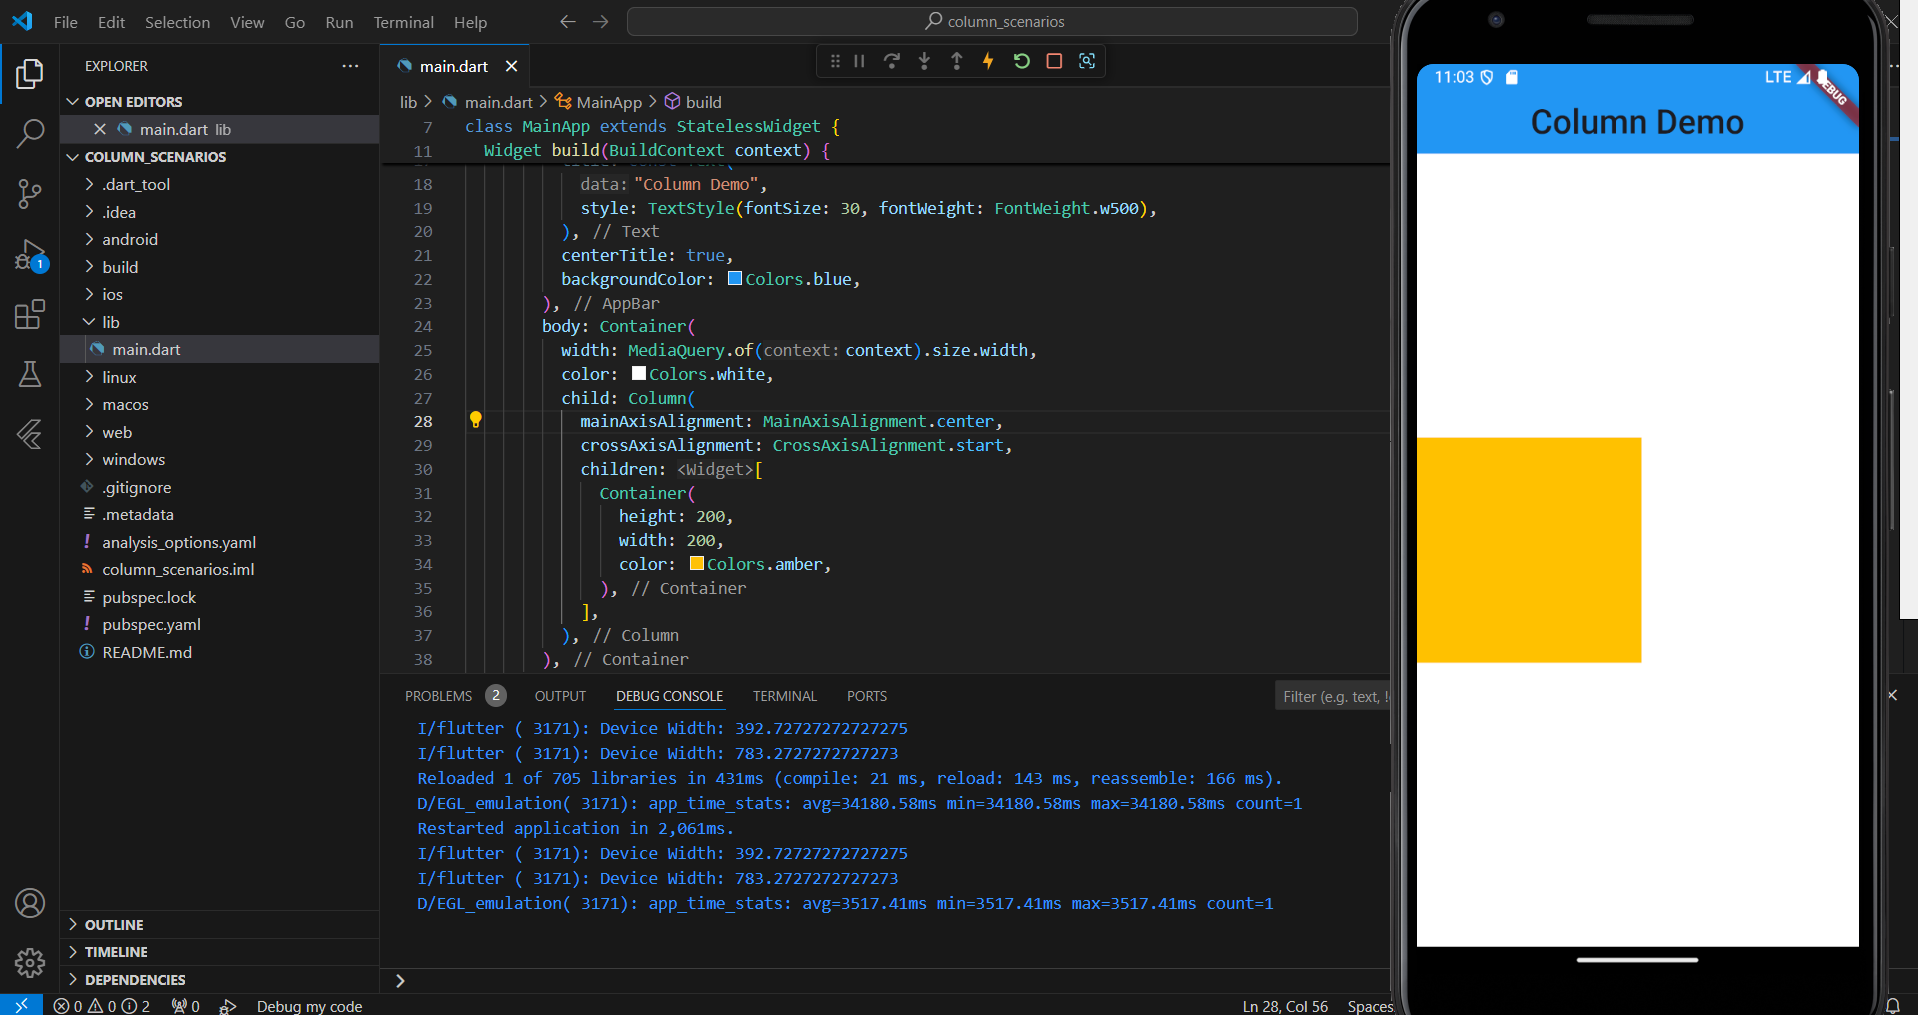 File Edit Selection View Go Run Terminal Help
column_scenarios
EXPLORER
OPEN EDITORS
main.dart lib
COLUMN_SCENARIOS
.dart_tool
.idea
android
build
ios
lib
main.dart
linux
macos
web
windows
.gitignore
.metadata
analysis_options.yaml
column_scenarios.iml
pubspec.lock
pubspec.yaml
README.md
OUTLINE
TIMELINE
DEPENDENCIES
1
main.dart
lib > main.dart > MainApp > build
7 class MainApp extends StatelessWidget {
11 Widget build(BuildContext context) {
18 data: "Column Demo",
19 style: TextStyle(fontSize: 30, fontWeight: FontWeight.w500),
20 ), // Text
21 centerTitle: true,
22 backgroundColor: Colors.blue,
23 ), // AppBar
24 body: Container(
25 width: MediaQuery.of(context: context).size.width,
26 color: Colors.white,
27 child: Column(
28 mainAxisAlignment: MainAxisAlignment.center,
29 crossAxisAlignment: CrossAxisAlignment.start,
30 children: <Widget>[
31 Container(
32 height: 200,
33 width: 200,
34 color: Colors.amber,
35 ), // Container
36 ],
37 ), // Column
38 ), // Container
PROBLEMS 2 OUTPUT DEBUG CONSOLE TERMINAL PORTS
Filter (e.g. text, !
I/flutter ( 3171): Device Width: 392.72727272727275
I/flutter ( 3171): Device Width: 783.2727272727273
Reloaded 1 of 705 libraries in 431ms (compile: 21 ms, reload: 143 ms, reassemble: 166 ms).
D/EGL_emulation( 3171): app_time_stats: avg=34180.58ms min=34180.58ms max=34180.58ms count=1
Restarted application in 2,061ms.
I/flutter ( 3171): Device Width: 392.72727272727275
I/flutter ( 3171): Device Width: 783.2727272727273
D/EGL_emulation( 3171): app_time_stats: avg=3517.41ms min=3517.41ms max=3517.41ms count=1
>
0 0 2 0 Debug my code
Ln 28, Col 56 Spaces
11:03 LTE
Column Demo